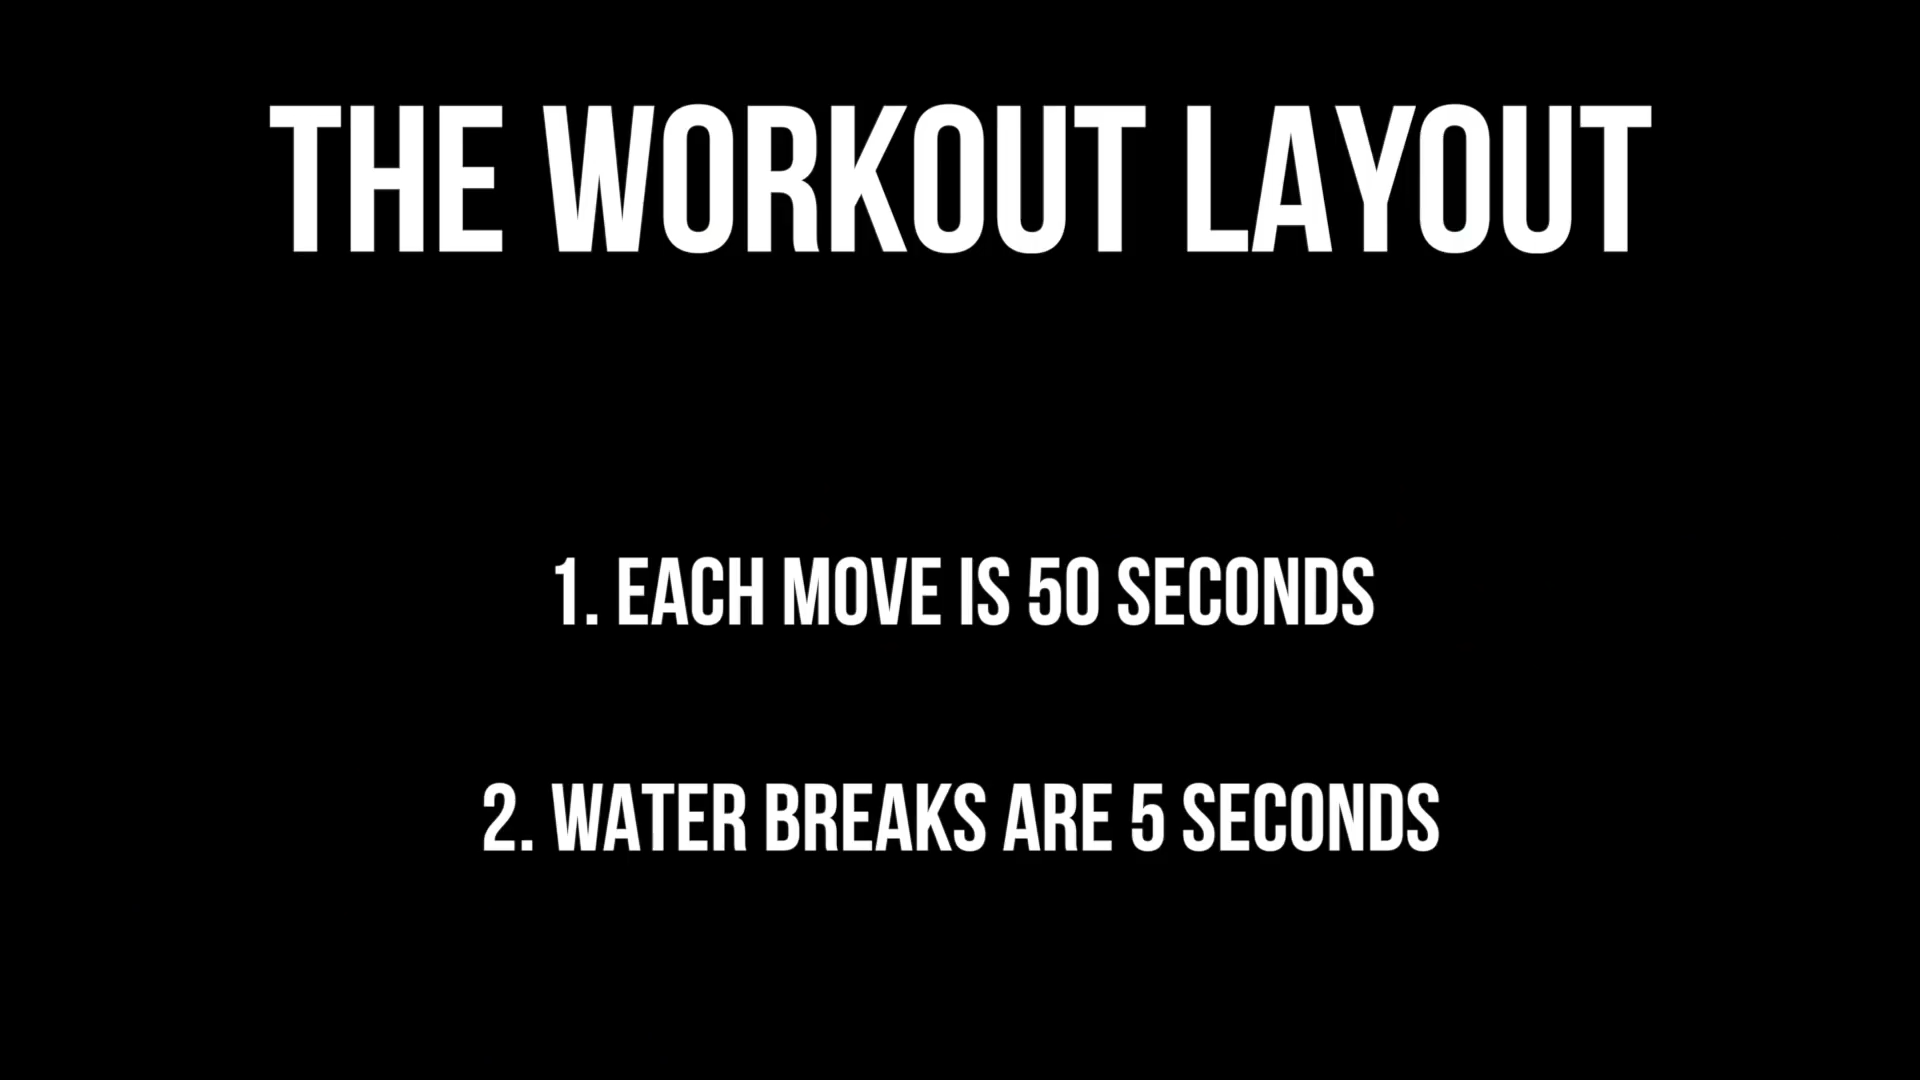 THE WORKOUT LAYOUT
1. EACH MOVE IS 50 SECONDS
2. WATER BREAKS ARE 5 SECONDS